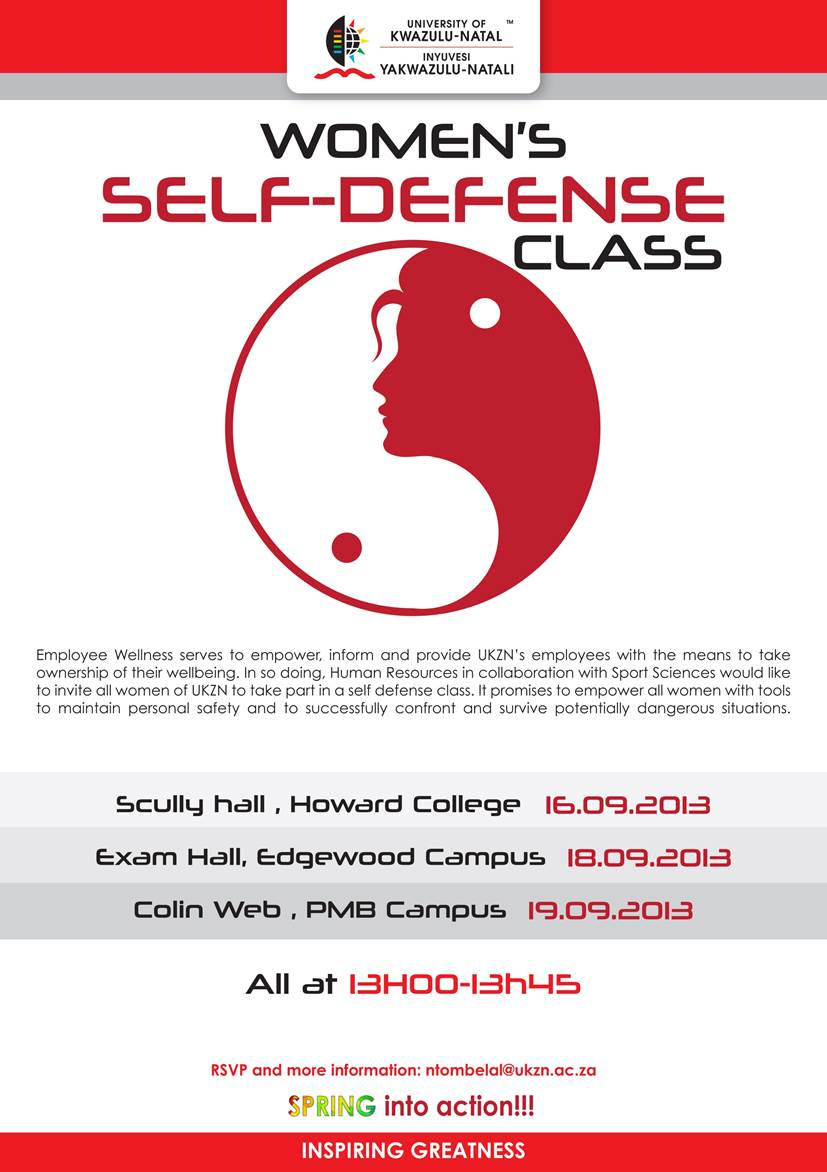 UNIVERSITY OF ™
KWAZULU-NATAL
INYUVESI
YAKWAZULU-NATALI
WOMEN'S
SELF-DEFENSE
CLASS
Employee Wellness serves to empower, inform and provide UKZN's employees with the means to take
ownership of their wellbeing. In so doing, Human Resources in collaboration with Sport Sciences would like
to invite all women of UKZN to take part in a self defense class. It promises to empower all women with tools
to maintain personal safety and to successfully confront and survive potentially dangerous situations.
Scully hall , Howard College 16.09.2013
Exam Hall, Edgewood Campus 18.09.2013
Colin Web , PMB Campus 19.09.2013
All at 13H00-13h45
RSVP and more information: ntombelal@ukzn.ac.za
SPRING into action!!!
INSPIRING GREATNESS